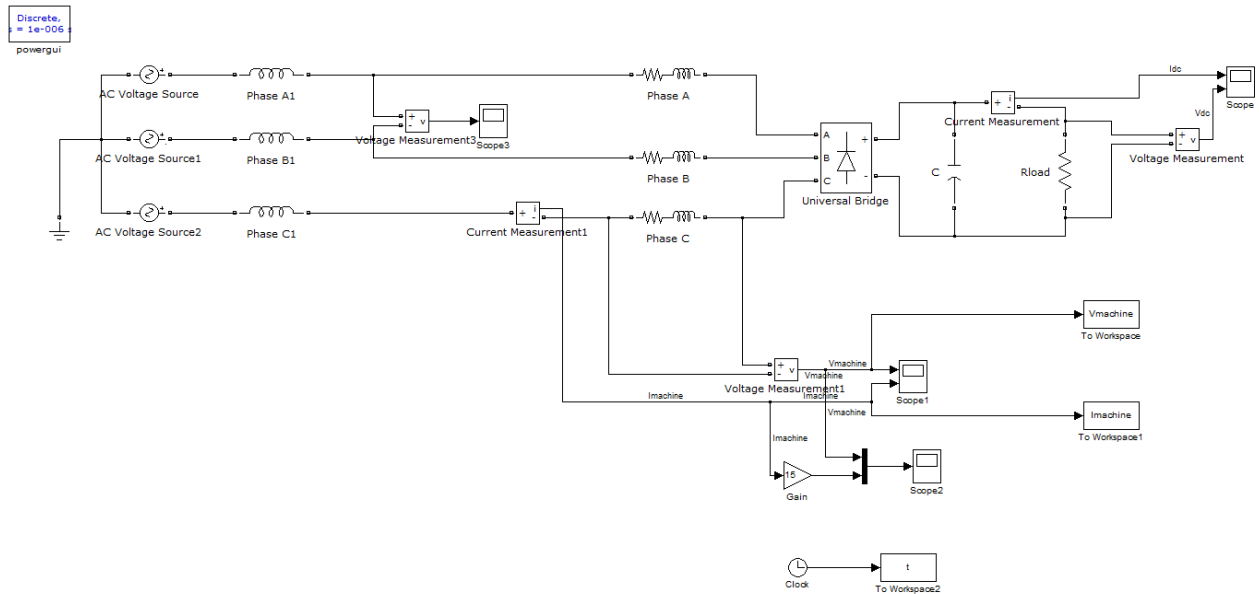 Discrete,
s = 1e-006 s
powergui
AC Voltage Source
Phase A1
Phase A
Idc
Scope
Vdc
Current Measurement
+
i
-
+
-
v
Voltage Measurement3
Scope3
AC Voltage Source1
Phase B1
Phase B
A
B
C
+
-
Universal Bridge
C
Rload
+
-
v
Voltage Measurement
AC Voltage Source2
Phase C1
+
i
-
Current Measurement1
Phase C
Vmachine
To Workspace
+
-
v
Voltage Measurement1
Vmachine
Vmachine
Scope1
Imachine
Imachine
Vmachine
Imachine
To Workspace1
Imachine
15
Gain
Scope2
Clock
t
To Workspace2